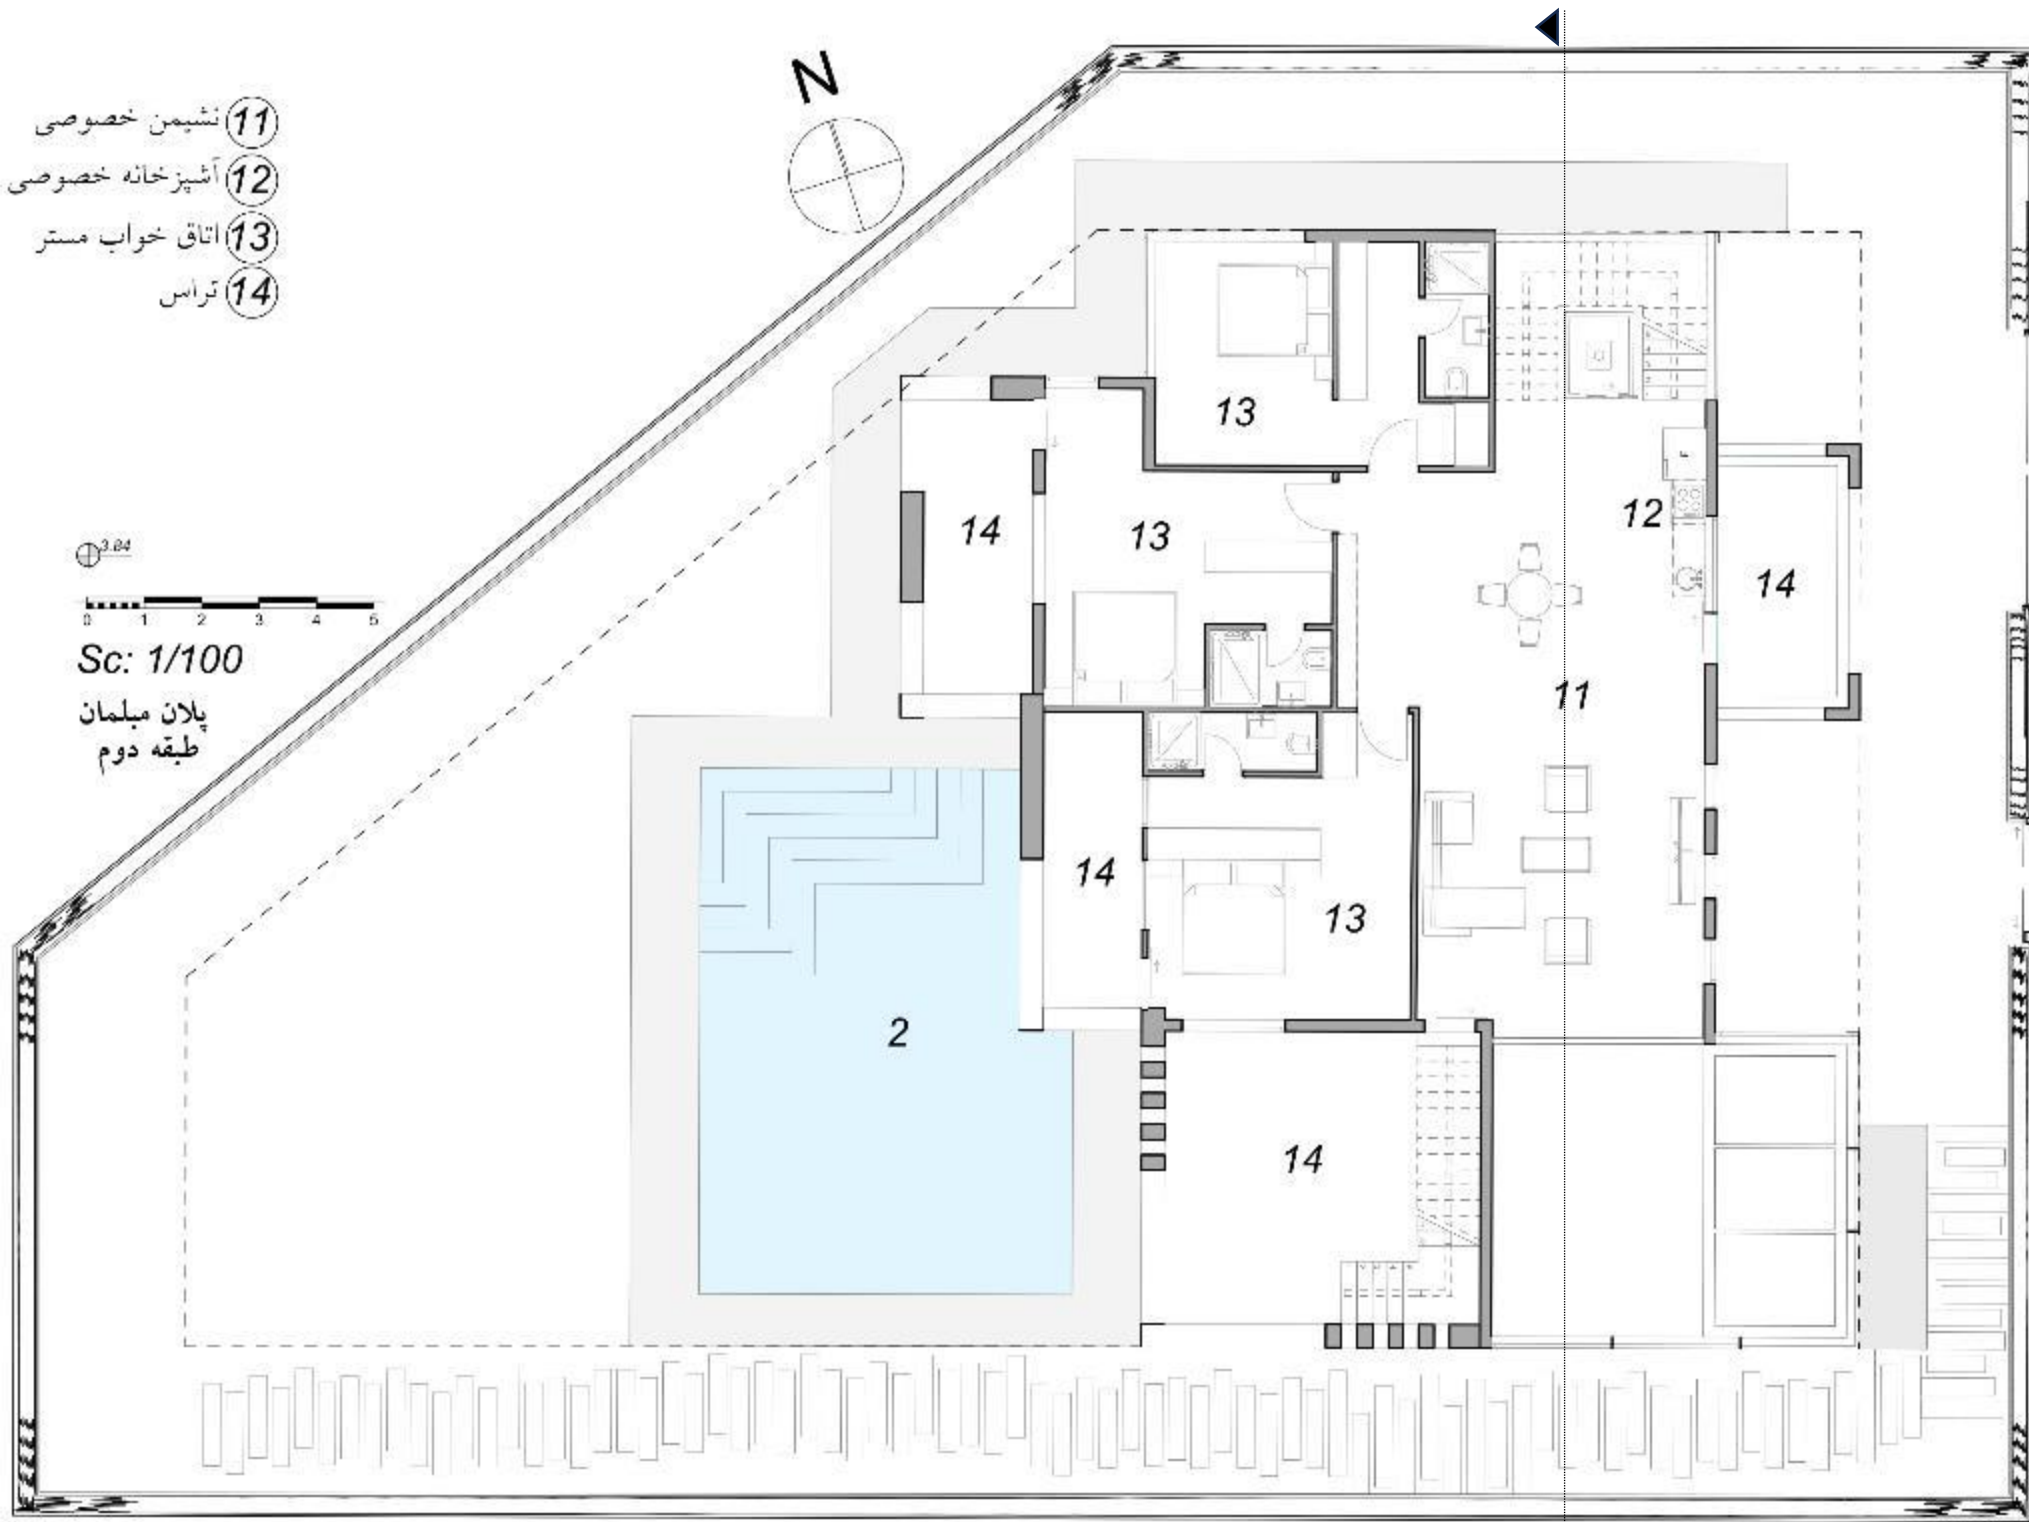 N
11 نشیمن خصوصی
12 آشپزخانه خصوصی
13 اتاق خواب مستر
14 تراس
13
14
13
12
14
3.84
0 1 2 3 4 5
Sc: 1/100
پلان مبلمان
طبقه دوم
11
14
13
2
14